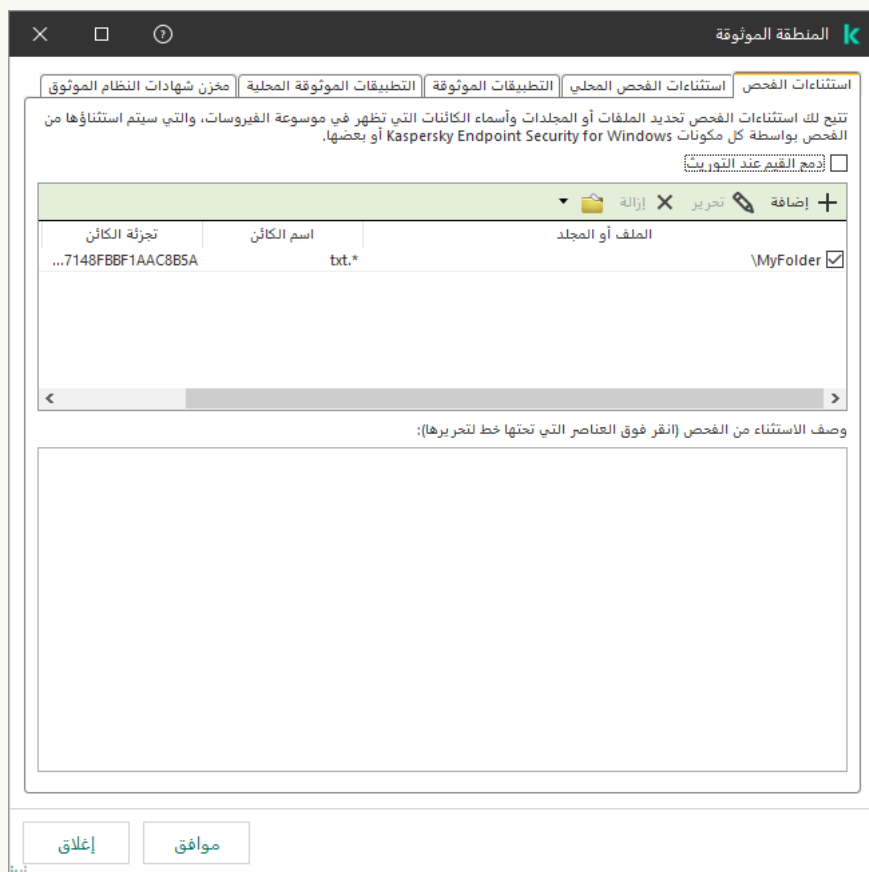 المنطقة الموثوقة
استثناءات الفحص
استثناءات الفحص المحلي
التطبيقات الموثوقة
التطبيقات الموثوقة المحلية
مخزن شهادات النظام الموثوق
تتيح لك استثناءات الفحص تحديد الملفات أو المجلدات وأسماء الكائنات التي تظهر في موسوعة الفيروسات، والتي سيتم استثناؤها من
الفحص بواسطة كل مكونات Kaspersky Endpoint Security for Windows أو بعضها.
دمج القيم عند التوريث
إضافة تحرير إزالة
الملف أو المجلد اسم الكائن تجزئة الكائن
\MyFolder txt.* ...7148FBBF1AAC8B5A
وصف الاستثناء من الفحص (انقر فوق العناصر التي تحتها خط لتحريرها):
موافق إغلاق